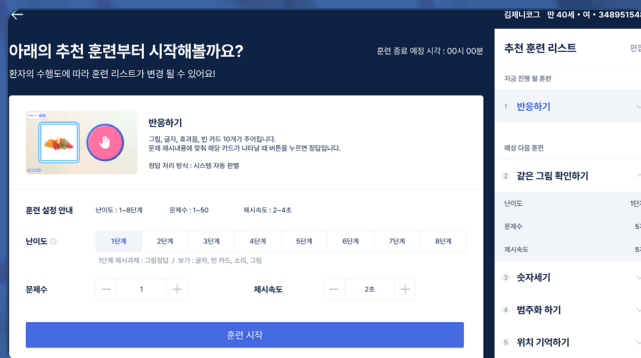 김제니코그 만 40세 • 여 • 34895154
아래의 추천 훈련부터 시작해볼까요?
훈련 종료 예정 시각 : 00시 00분
환자의 수행도에 따라 훈련 리스트가 변경 될 수 있어요!
반응하기
그림, 글자, 효과음, 빈 카드 10개가 주어집니다.
문제 제시내용에 맞춰 해당 카드가 나타날 때 버튼을 누르면 정답입니다.
정답 처리 방식 : 시스템 자동 판별
훈련 설정 안내
난이도 : 1~8단계
문제수 : 1~50
제시속도 : 2~4초
난이도
1단계 2단계 3단계 4단계 5단계 6단계 7단계 8단계
1단계 제시과제 : 그림정답 / 보기 : 글자, 빈 카드, 소리, 그림
문제수 — 1 +
제시속도 — 2초 +
훈련 시작
추천 훈련 리스트
편집
지금 진행 될 훈련
1 반응하기
예상 다음 훈련
2 같은 그림 확인하기
난이도 1단
문제수 5
제시속도 5
3 숫자세기
4 범주화 하기
5 위치 기억하기